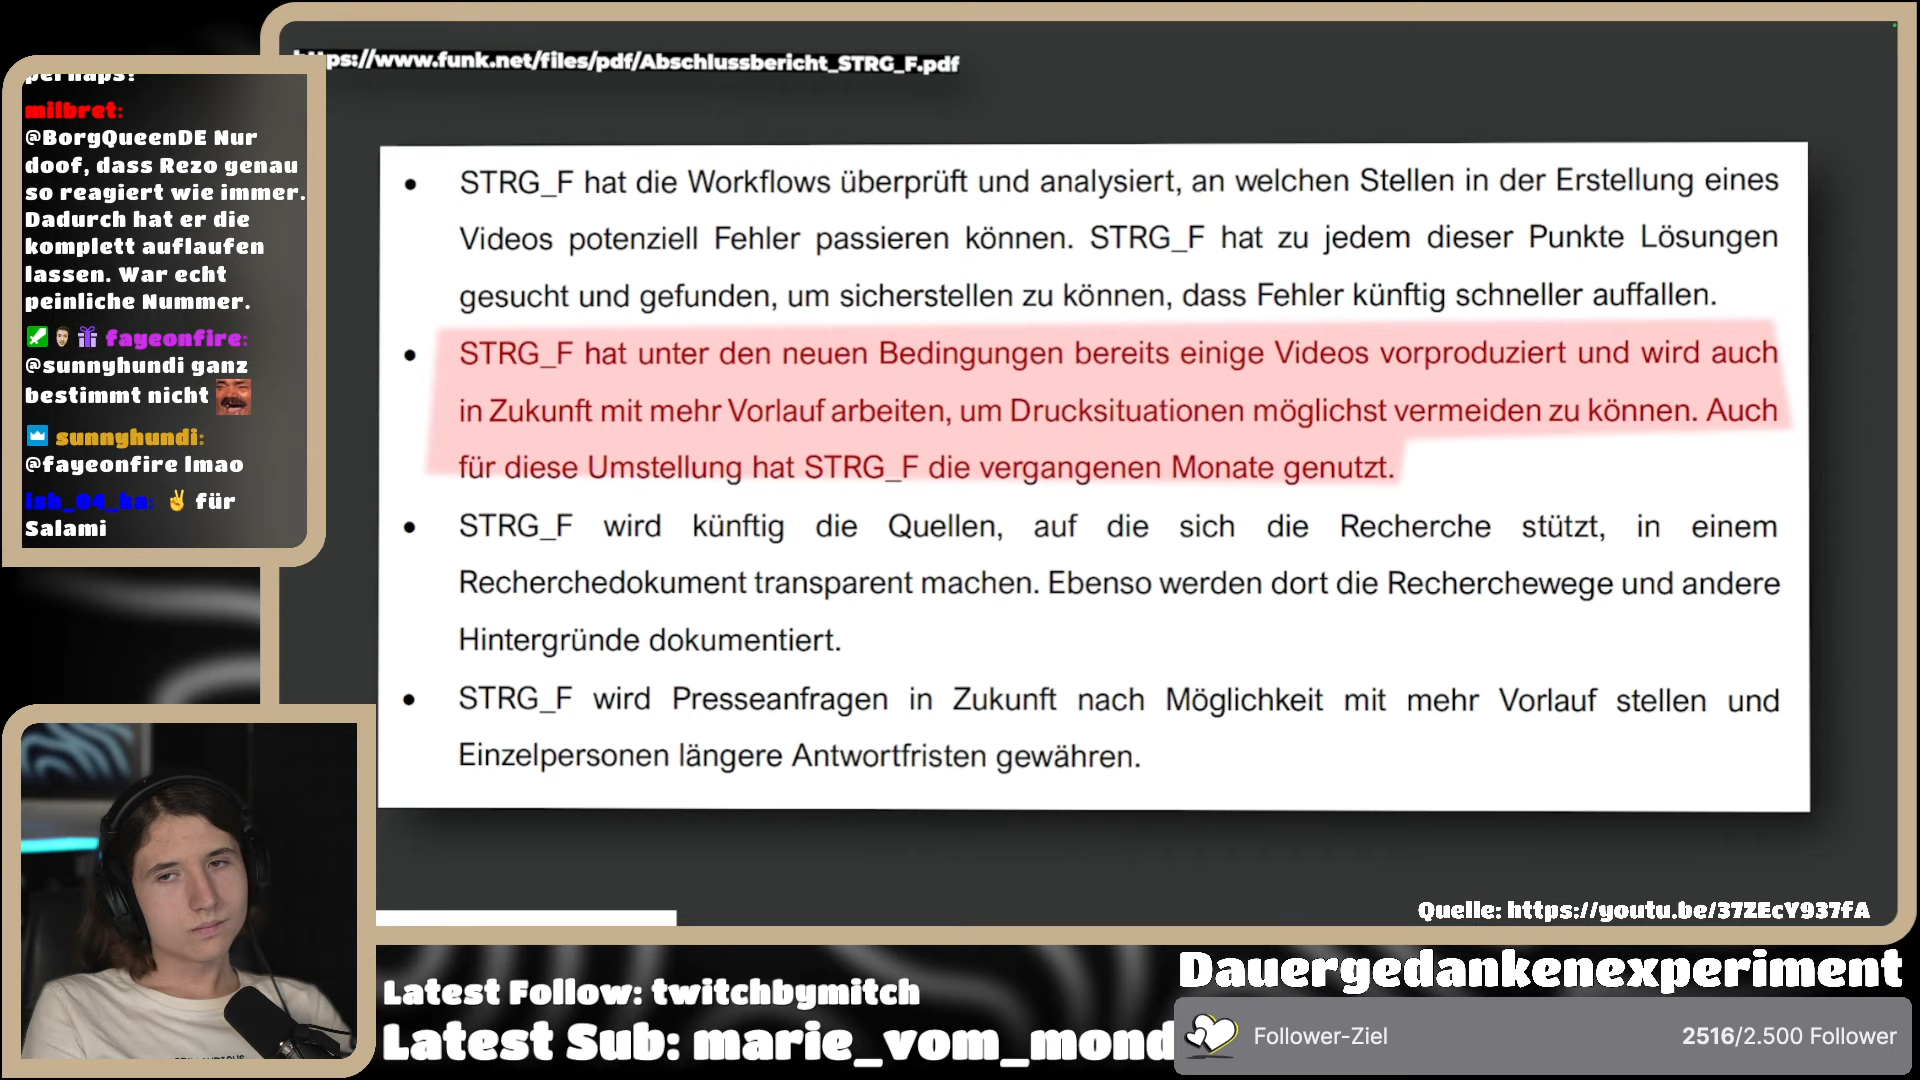 ps://www.funk.net/files/pdf/Abschlussbericht_STRG_F.pdf
perhaps?
milbret:
@BorgQueenDE Nur
doof, dass Rezo genau
so reagiert wie immer.
Dadurch hat er die
komplett auflaufen
lassen. War echt
peinliche Nummer.
fayeonfire:
@sunnyhundi ganz
bestimmt nicht
sunnyhundi:
@fayeonfire lmao
ish_04_ka: ✌ für
Salami
• STRG_F hat die Workflows überprüft und analysiert, an welchen Stellen in der Erstellung eines
Videos potenziell Fehler passieren können. STRG_F hat zu jedem dieser Punkte Lösungen
gesucht und gefunden, um sicherstellen zu können, dass Fehler künftig schneller auffallen.
• STRG_F hat unter den neuen Bedingungen bereits einige Videos vorproduziert und wird auch
in Zukunft mit mehr Vorlauf arbeiten, um Drucksituationen möglichst vermeiden zu können. Auch
für diese Umstellung hat STRG_F die vergangenen Monate genutzt.
• STRG_F wird künftig die Quellen, auf die sich die Recherche stützt, in einem
Recherchedokument transparent machen. Ebenso werden dort die Recherchewege und andere
Hintergründe dokumentiert.
• STRG_F wird Presseanfragen in Zukunft nach Möglichkeit mit mehr Vorlauf stellen und
Einzelpersonen längere Antwortfristen gewähren.
Quelle: https://youtu.be/37ZEcY937fA
Latest Follow: twitchbymitch
Latest Sub: marie_vom_mond
Dauergedankenexperiment
Follower-Ziel
2516/2.500 Follower